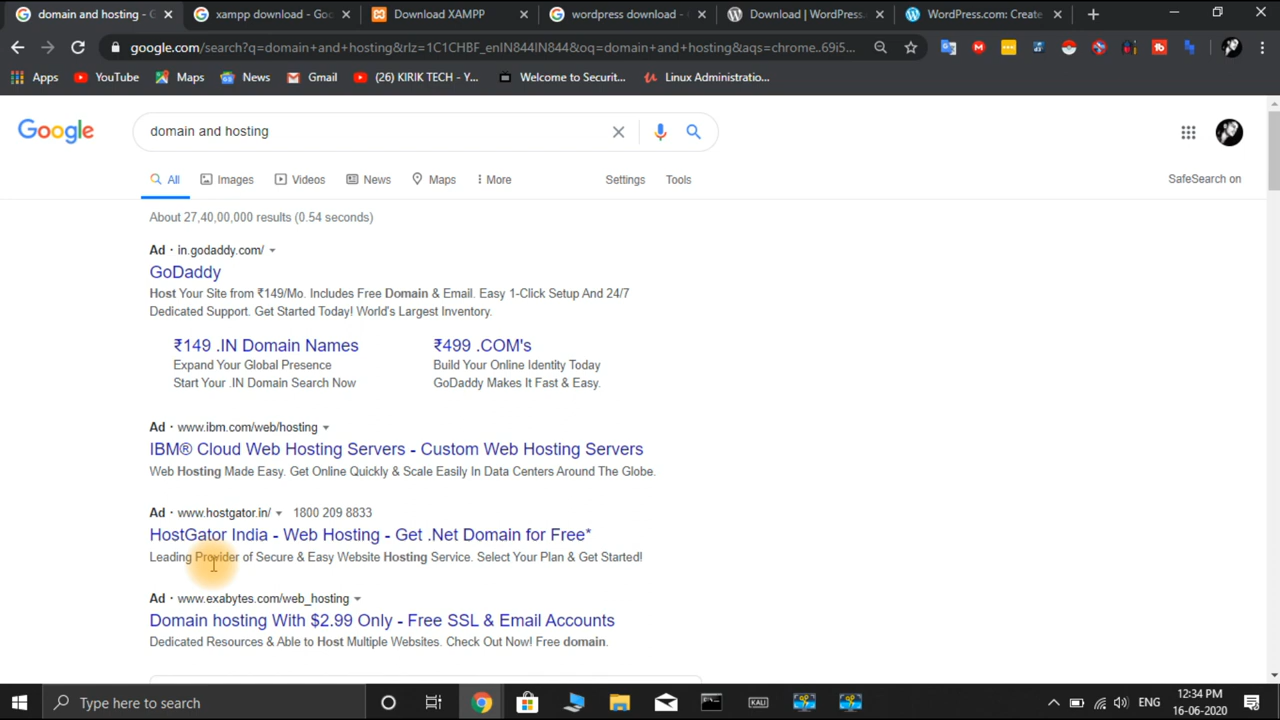 domain and hosting - G
xampp download - Goo
Download XAMPP
wordpress download -
Download | WordPress.
WordPress.com: Create
google.com/search?q=domain+and+hosting&rlz=1C1CHBF_enIN844IN844&oq=domain+and+hosting&aqs=chrome..69i5...
Apps
YouTube
Maps
News
Gmail
(26) KIRIK TECH - Y...
Welcome to Securit...
Linux Administratio...
Google
domain and hosting
All
Images
Videos
News
Maps
More
Settings
Tools
SafeSearch on
About 27,40,00,000 results (0.54 seconds)
Ad · in.godaddy.com/
GoDaddy
Host Your Site from ₹149/Mo. Includes Free Domain & Email. Easy 1-Click Setup And 24/7
Dedicated Support. Get Started Today! World's Largest Inventory.
₹149 .IN Domain Names
Expand Your Global Presence
Start Your .IN Domain Search Now
₹499 .COM's
Build Your Online Identity Today
GoDaddy Makes It Fast & Easy.
Ad · www.ibm.com/web/hosting
IBM® Cloud Web Hosting Servers - Custom Web Hosting Servers
Web Hosting Made Easy. Get Online Quickly & Scale Easily In Data Centers Around The Globe.
Ad · www.hostgator.in/ 1800 209 8833
HostGator India - Web Hosting - Get .Net Domain for Free*
Leading Provider of Secure & Easy Website Hosting Service. Select Your Plan & Get Started!
Ad · www.exabytes.com/web_hosting
Domain hosting With $2.99 Only - Free SSL & Email Accounts
Dedicated Resources & Able to Host Multiple Websites. Check Out Now! Free domain.
Type here to search
KALI
ENG
12:34 PM
16-06-2020